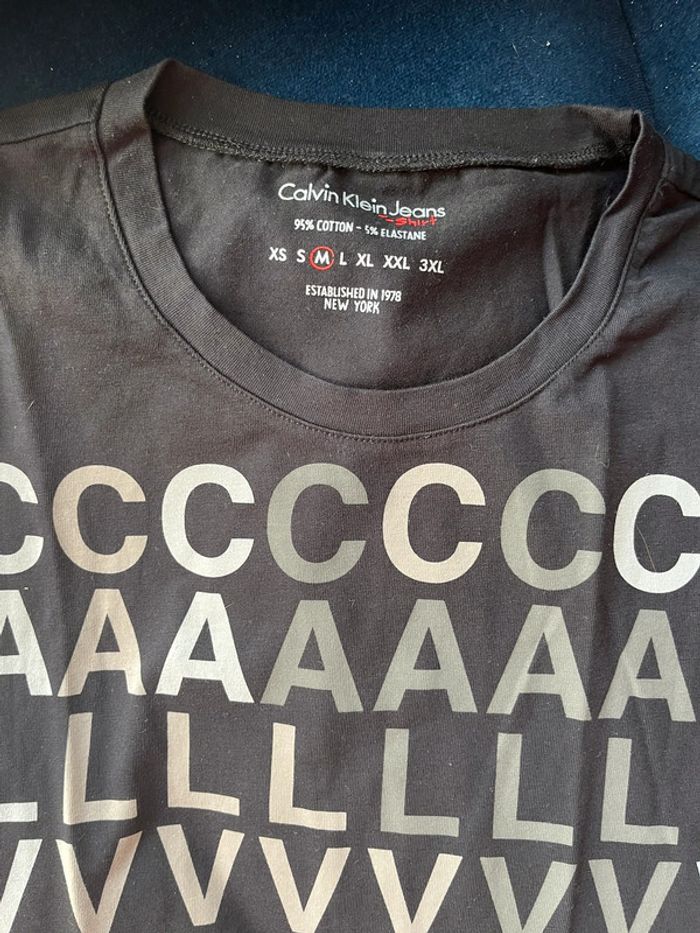 Calvin Klein Jeans
T-Shirt
95% COTTON - 5% ELASTANE
XS S M L XL XXL 3XL
ESTABLISHED IN 1978
NEW YORK
CCCCCCC
AAAAAAA
LLLLLLL
VVVVVVV